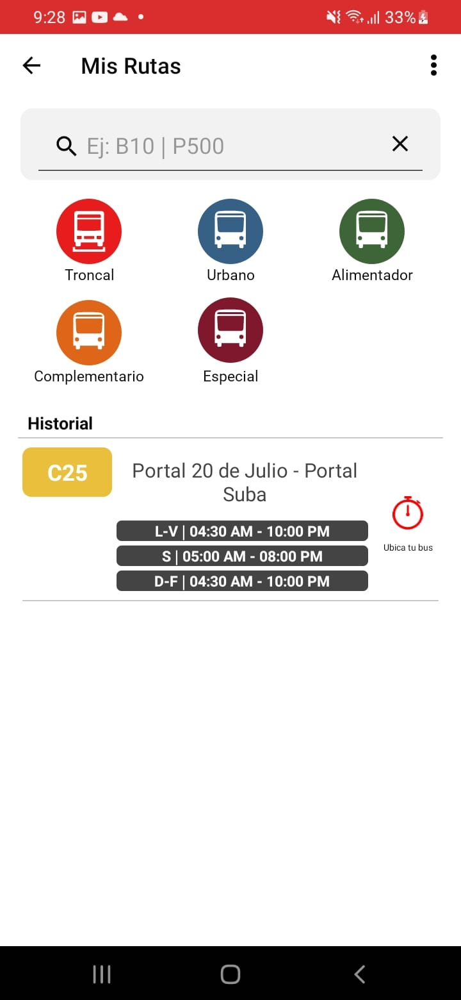 9:28 33%
Mis Rutas
Ej: B10 | P500
Troncal Urbano Alimentador
Complementario Especial
Historial
C25
Portal 20 de Julio - Portal
Suba
L-V | 04:30 AM - 10:00 PM
S | 05:00 AM - 08:00 PM
D-F | 04:30 AM - 10:00 PM
Ubica tu bus